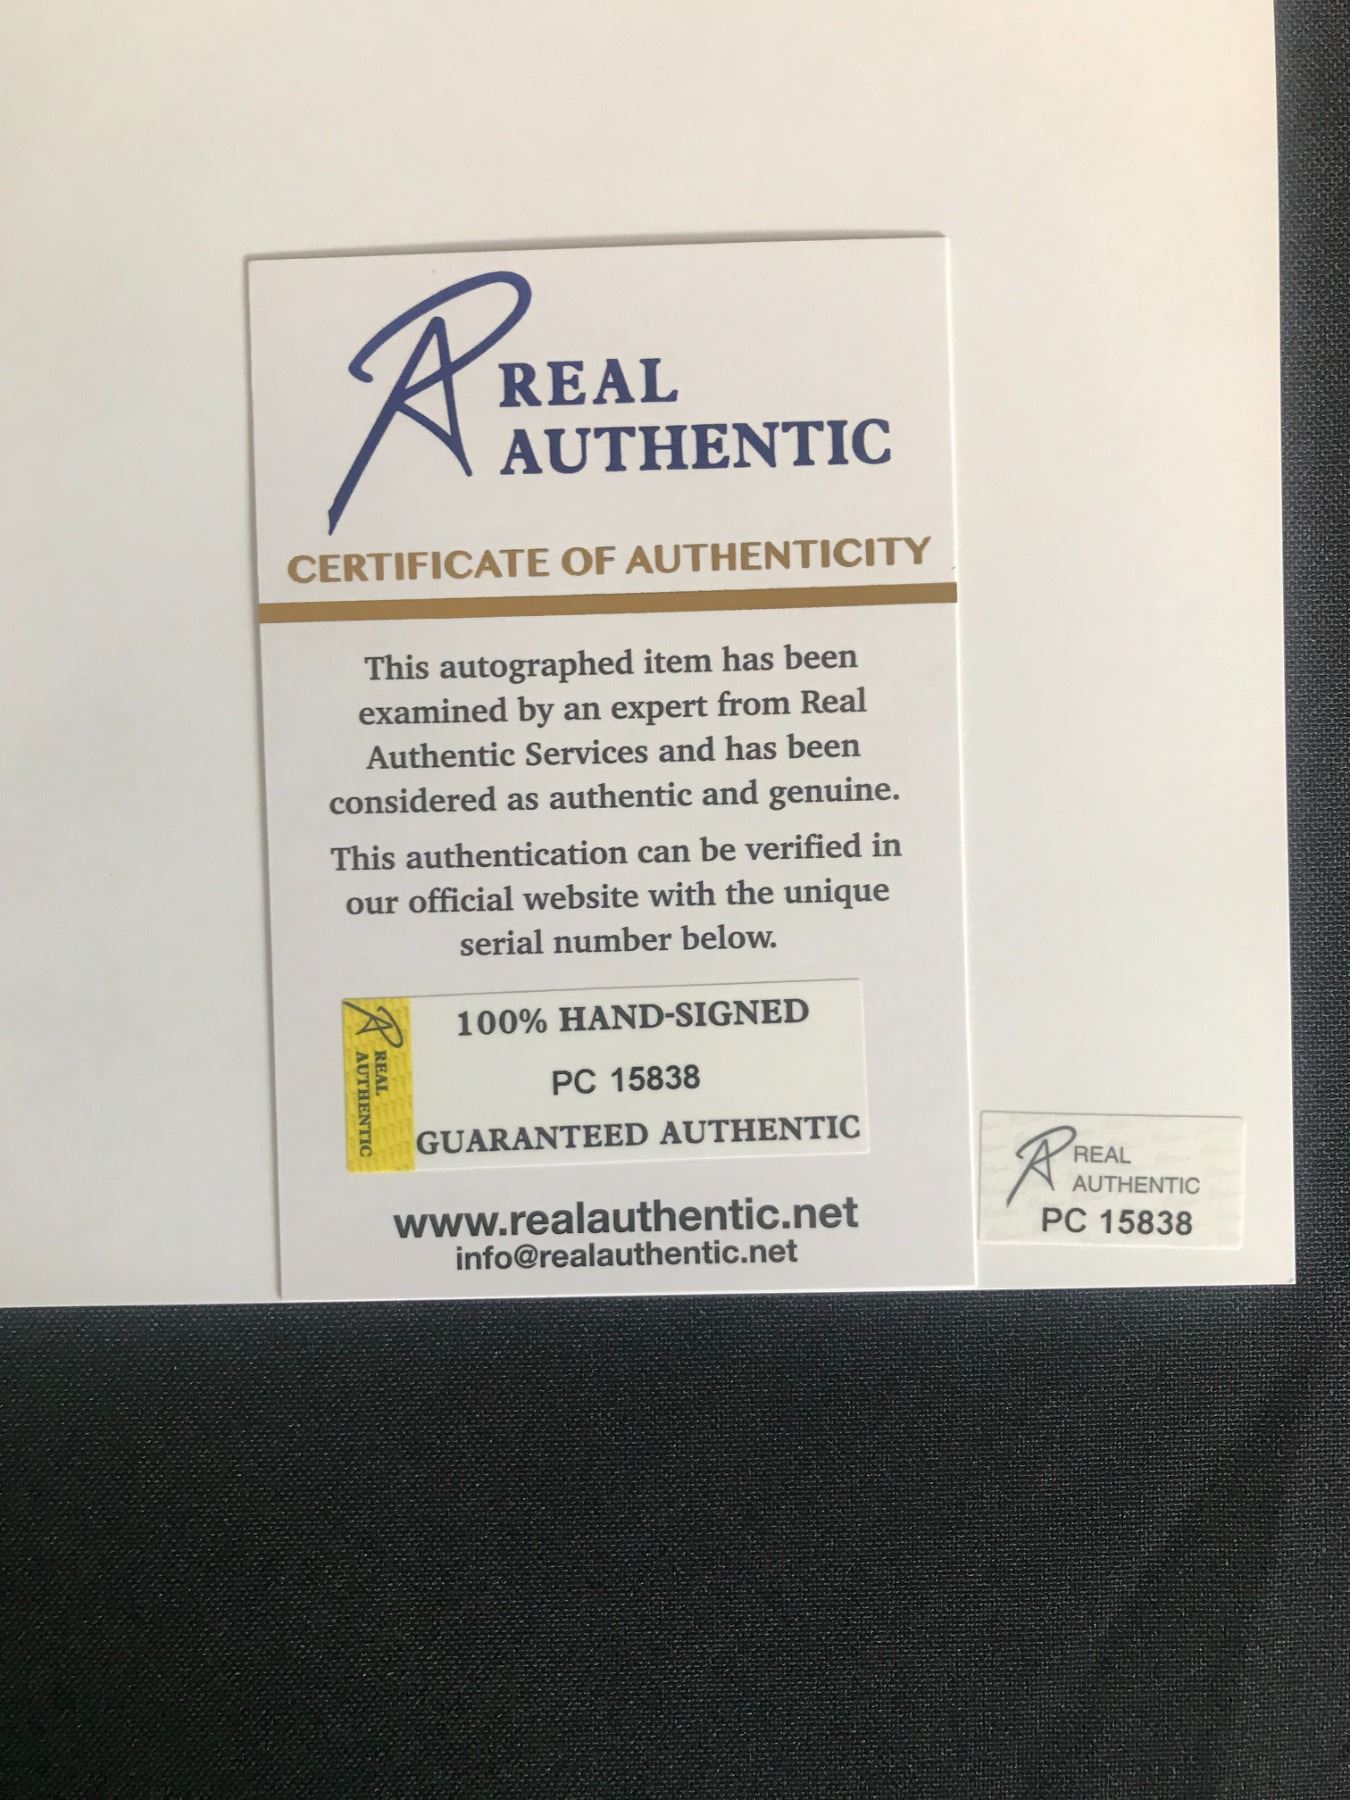 REAL
AUTHENTIC
CERTIFICATE OF AUTHENTICITY
This autographed item has been
examined by an expert from Real
Authentic Services and has been
considered as authentic and genuine.
This authentication can be verified in
our official website with the unique
serial number below.
REAL
AUTHENTIC
100% HAND-SIGNED
PC 15838
GUARANTEED AUTHENTIC
www.realauthentic.net
info@realauthentic.net
REAL
AUTHENTIC
PC 15838